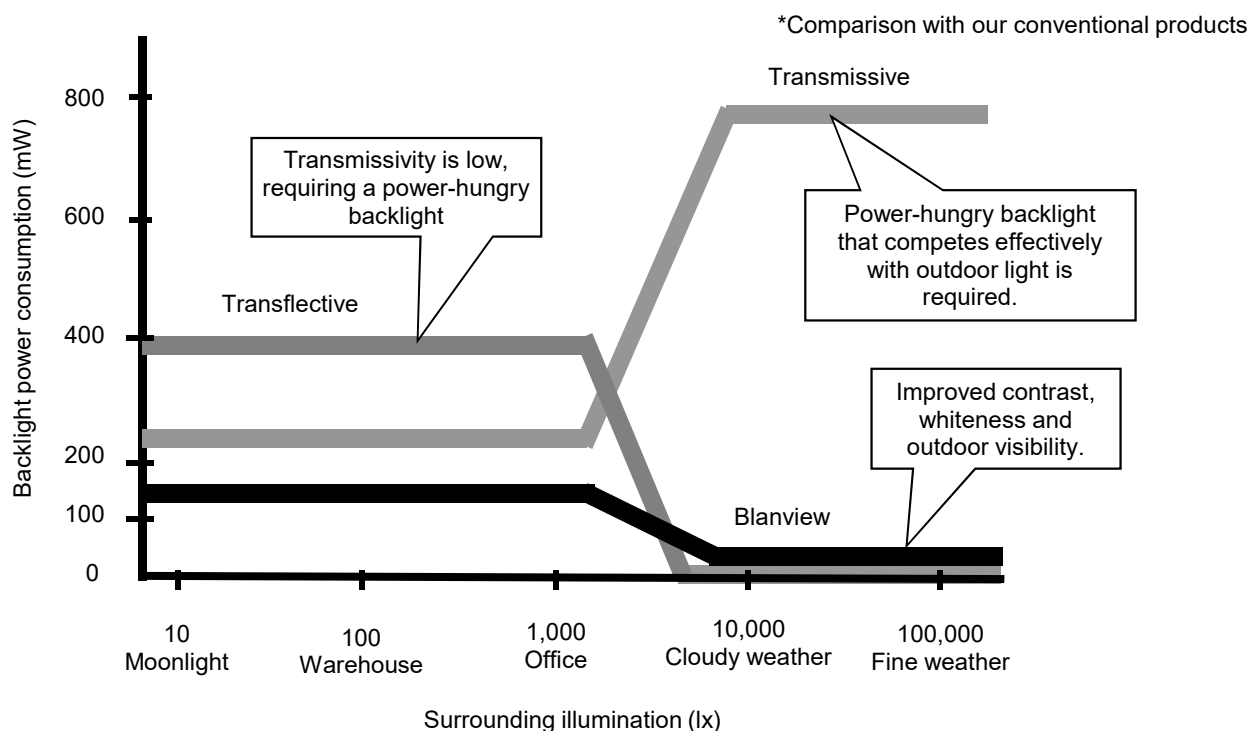 *Comparison with our conventional products
Transmissive
800
Transmissivity is low,
requiring a power-hungry
backlight
Power-hungry backlight
that competes effectively
with outdoor light is
required.
600
Backlight power consumption (mW)
Transflective
400
Improved contrast,
whiteness and
outdoor visibility.
200
100
Blanview
0
10
Moonlight
100
Warehouse
1,000
Office
10,000
Cloudy weather
100,000
Fine weather
Surrounding illumination (lx)